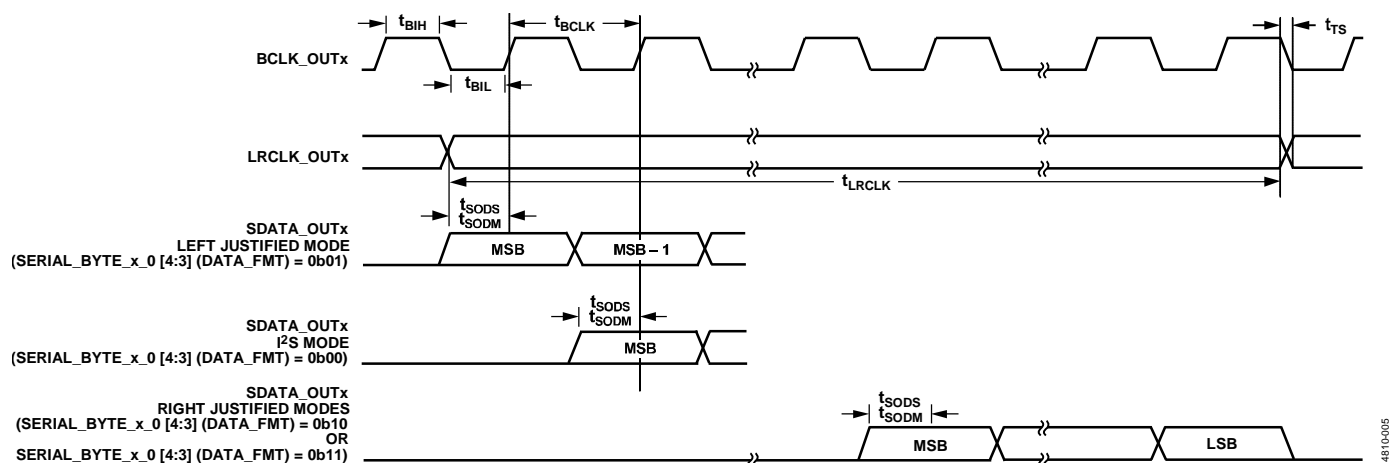 tBIH
tBCLK
tTS
BCLK_OUTx
tBIL
LRCLK_OUTx
tLRCLK
tSODS
tSODM
SDATA_OUTx
LEFT JUSTIFIED MODE
(SERIAL_BYTE_x_0 [4:3] (DATA_FMT) = 0b01)
MSB
MSB – 1
tSODS
tSODM
SDATA_OUTx
I²S MODE
(SERIAL_BYTE_x_0 [4:3] (DATA_FMT) = 0b00)
MSB
SDATA_OUTx
RIGHT JUSTIFIED MODES
(SERIAL_BYTE_x_0 [4:3] (DATA_FMT) = 0b10
OR
SERIAL_BYTE_x_0 [4:3] (DATA_FMT) = 0b11)
tSODS
tSODM
MSB
LSB
4810-005